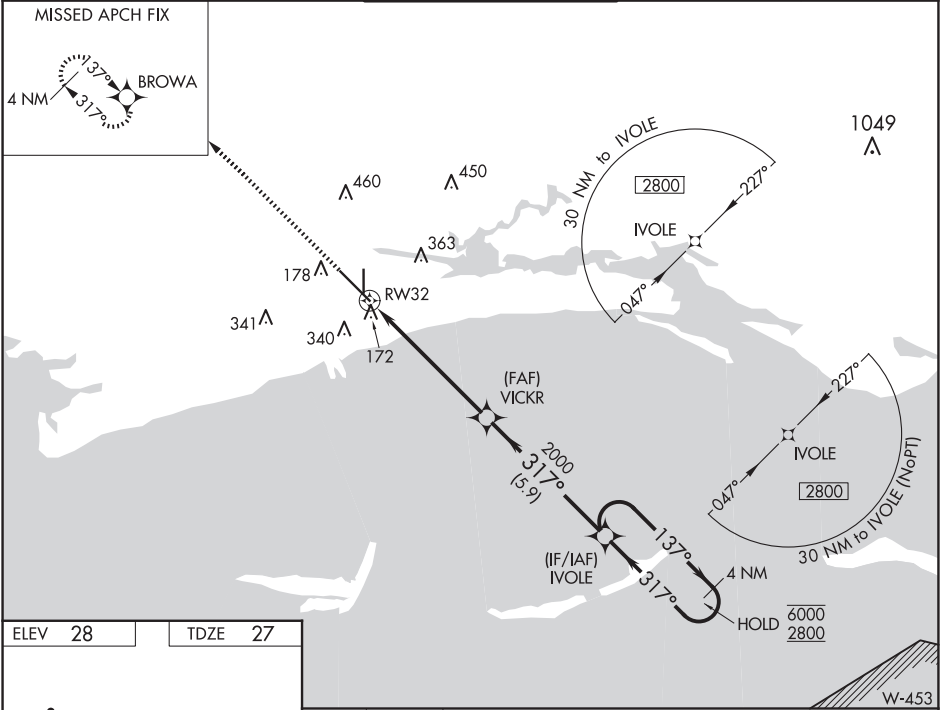 MISSED APCH FIX
137°
BROWA
4 NM
317°
1049
460
450
30 NM to IVOLE
2800
227°
IVOLE
047°
363
178
RW32
341
340
172
(FAF)
VICKR
2000
317°
(5.9)
227°
IVOLE
047°
2800
30 NM to IVOLE (NoPT)
(IF/IAF)
IVOLE
137°
317°
4 NM
HOLD
6000
2800
ELEV 28
TDZE 27
W-453